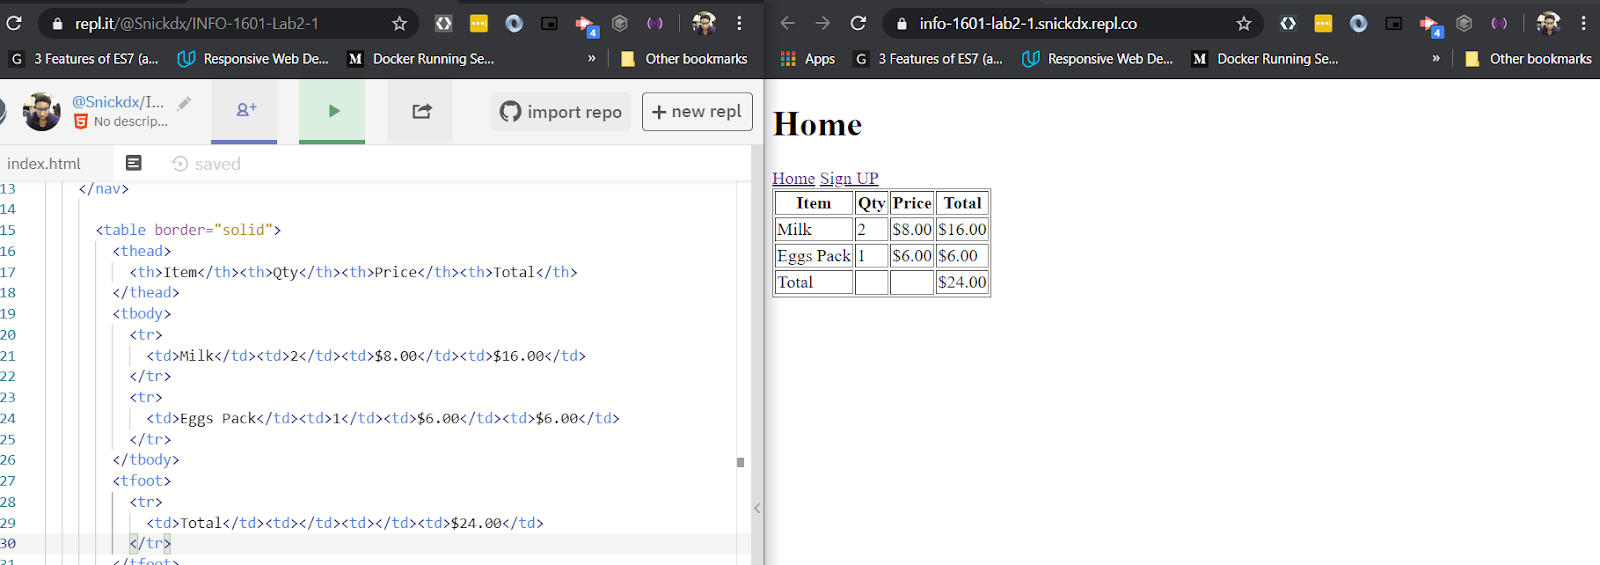 repl.it/@Snickdx/INFO-1601-Lab2-1
4
G 3 Features of ES7 (a... Responsive Web De... M Docker Running Se... » Other bookmarks
@Snickdx/I...
No descrip...
import repo
+ new repl
index.html
saved
13 </nav>
14
15 <table border="solid">
16 <thead>
17 <th>Item</th><th>Qty</th><th>Price</th><th>Total</th>
18 </thead>
19 <tbody>
20 <tr>
21 <td>Milk</td><td>2</td><td>$8.00</td><td>$16.00</td>
22 </tr>
23 <tr>
24 <td>Eggs Pack</td><td>1</td><td>$6.00</td><td>$6.00</td>
25 </tr>
26 </tbody>
27 <tfoot>
28 <tr>
29 <td>Total</td><td></td><td></td><td>$24.00</td>
30 </tr>
31 </tfoot>
info-1601-lab2-1.snickdx.repl.co
4
Apps G 3 Features of ES7 (a... Responsive Web De... M Docker Running Se... » Other bookmarks
Home
Home Sign UP
Item Qty Price Total
Milk 2 $8.00 $16.00
Eggs Pack 1 $6.00 $6.00
Total $24.00